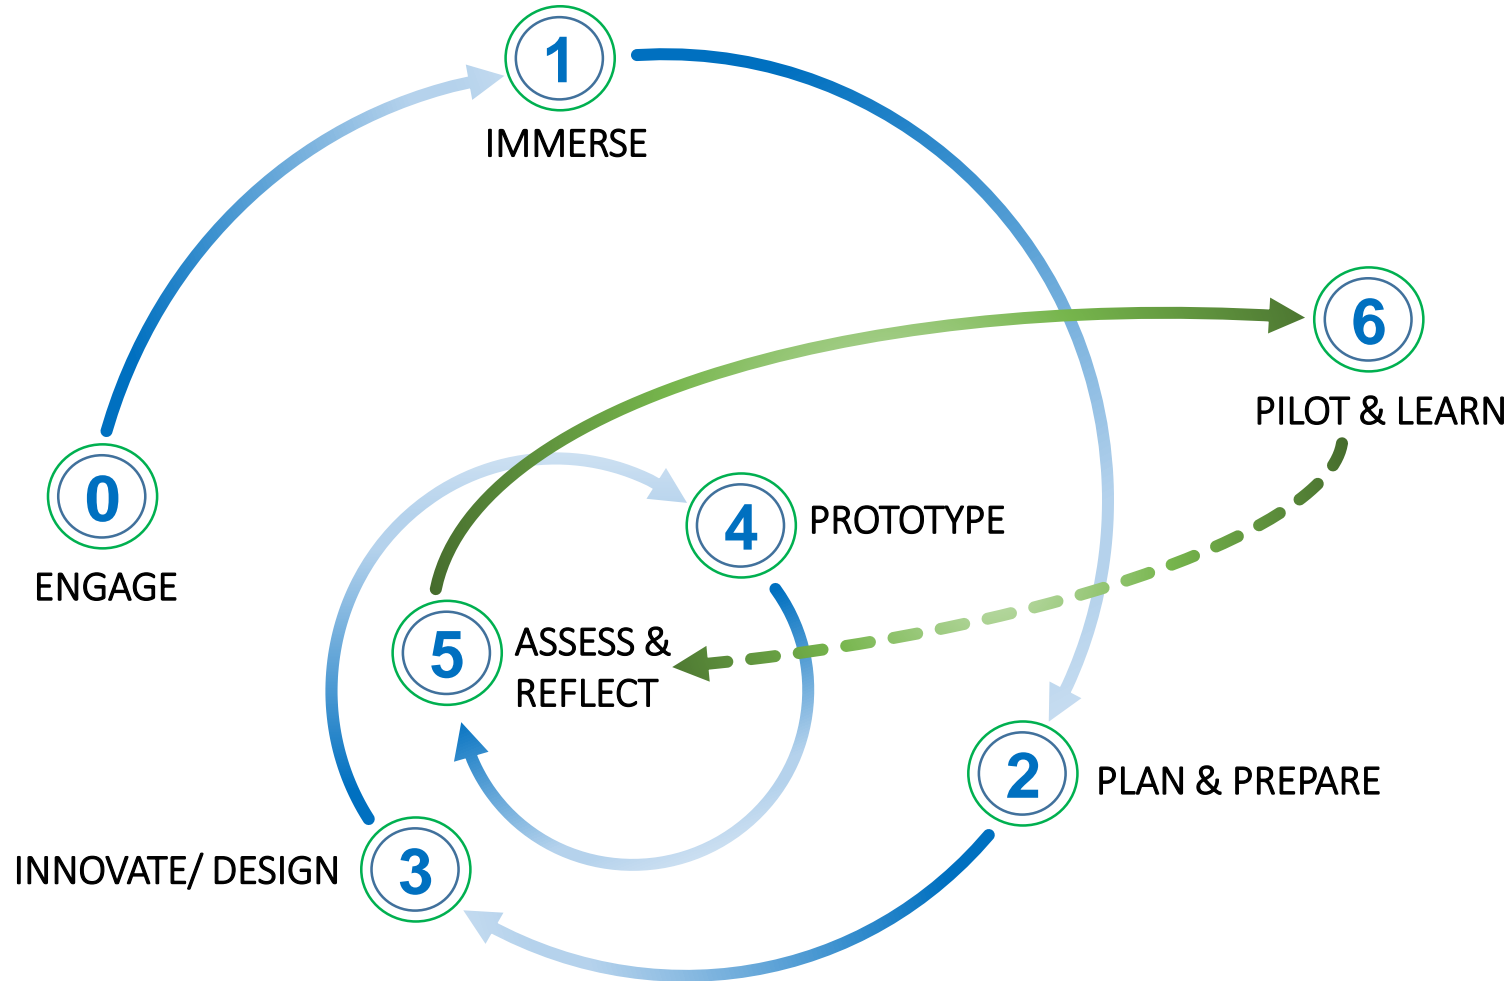 0
ENGAGE
1
IMMERSE
2
PLAN & PREPARE
3
INNOVATE/ DESIGN
4
PROTOTYPE
5
ASSESS &
REFLECT
6
PILOT & LEARN